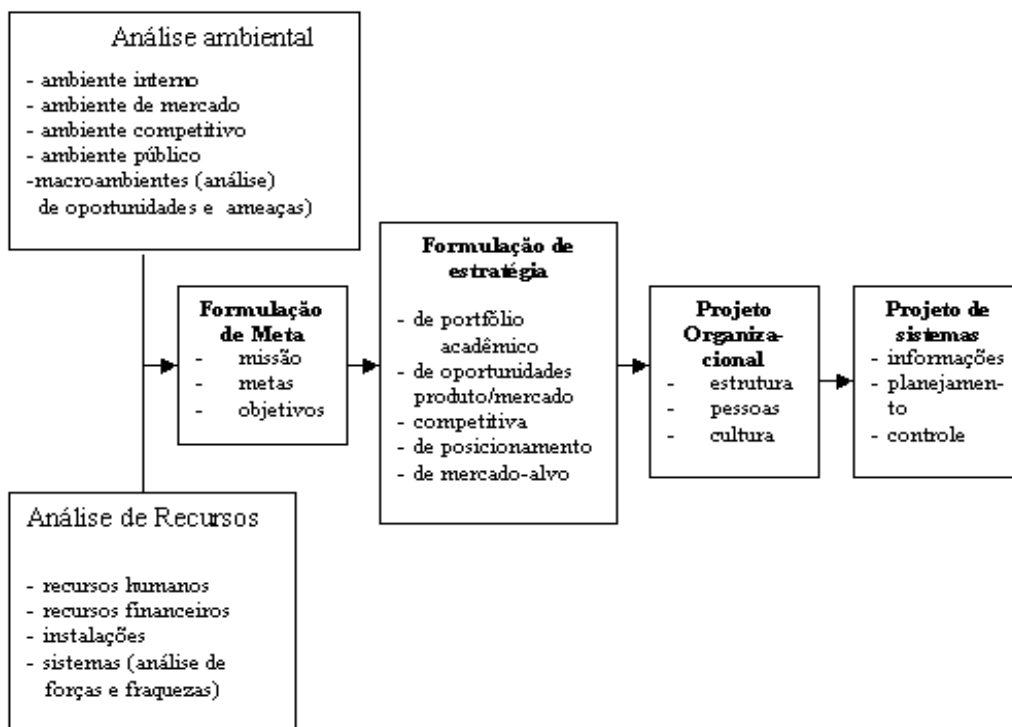 Análise ambiental
- ambiente interno
- ambiente de mercado
- ambiente competitivo
- ambiente público
-macroambientes (análise)
de oportunidades e ameaças)
Formulação
de Meta
- missão
- metas
- objetivos
Formulação de
estratégia
- de portfólio
acadêmico
- de oportunidades
produto/mercado
- competitiva
- de posicionamento
- de mercado-alvo
Projeto
Organiza-
cional
- estrutura
- pessoas
- cultura
Projeto de
sistemas
- informações
- planejamen-
to
- controle
Análise de Recursos
- recursos humanos
- recursos financeiros
- instalações
- sistemas (análise de
forças e fraquezas)